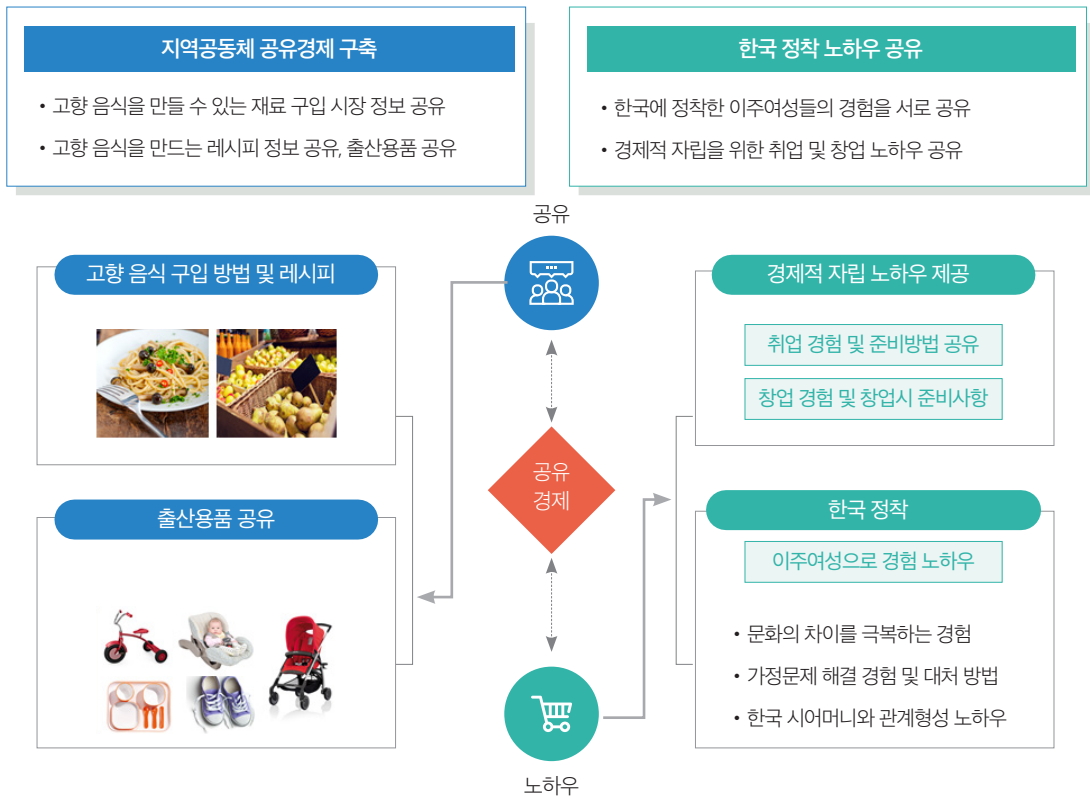 지역공동체 공유경제 구축
• 고향 음식을 만들 수 있는 재료 구입 시장 정보 공유
• 고향 음식을 만드는 레시피 정보 공유, 출산용품 공유
한국 정착 노하우 공유
• 한국에 정착한 이주여성들의 경험을 서로 공유
• 경제적 자립을 위한 취업 및 창업 노하우 공유
공유
고향 음식 구입 방법 및 레시피
출산용품 공유
공유
경제
노하우
경제적 자립 노하우 제공
취업 경험 및 준비방법 공유
창업 경험 및 창업시 준비사항
한국 정착
이주여성으로 경험 노하우
• 문화의 차이를 극복하는 경험
• 가정문제 해결 경험 및 대처 방법
• 한국 시어머니와 관계형성 노하우